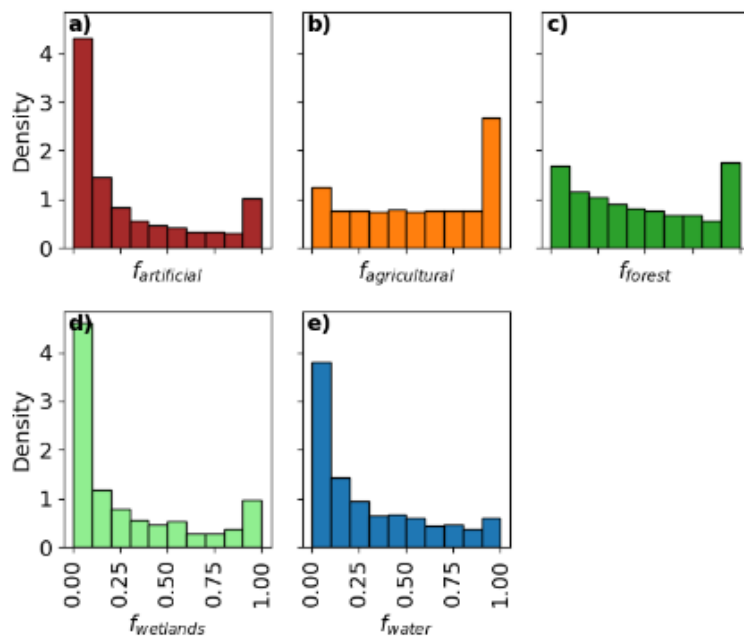 a) b) c)
4
3
2
1
0
Density
f_artificial f_agricultural f_forest
d) e)
4
3
2
1
0
Density
0.00 0.25 0.50 0.75 1.00 0.00 0.25 0.50 0.75 1.00
f_wetlands f_water